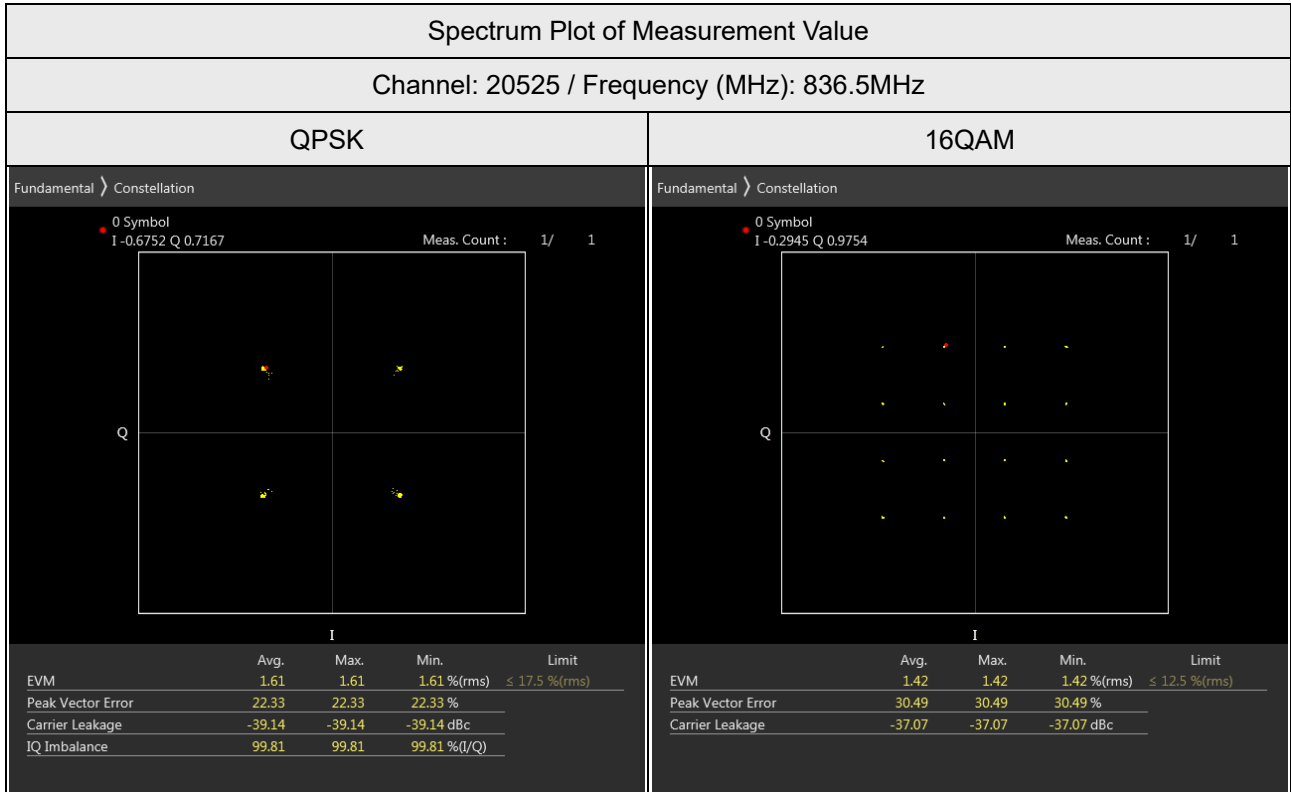 Spectrum Plot of Measurement Value
Channel: 20525 / Frequency (MHz): 836.5MHz
QPSK
16QAM
Fundamental 〉 Constellation
0 Symbol
I -0.6752 Q 0.7167
Meas. Count : 1/ 1
Q
I
Avg. Max. Min. Limit
EVM 1.61 1.61 1.61 %(rms) ≤ 17.5 %(rms)
Peak Vector Error 22.33 22.33 22.33 %
Carrier Leakage -39.14 -39.14 -39.14 dBc
IQ Imbalance 99.81 99.81 99.81 %(I/Q)
Fundamental 〉 Constellation
0 Symbol
I -0.2945 Q 0.9754
Meas. Count : 1/ 1
Q
I
Avg. Max. Min. Limit
EVM 1.42 1.42 1.42 %(rms) ≤ 12.5 %(rms)
Peak Vector Error 30.49 30.49 30.49 %
Carrier Leakage -37.07 -37.07 -37.07 dBc